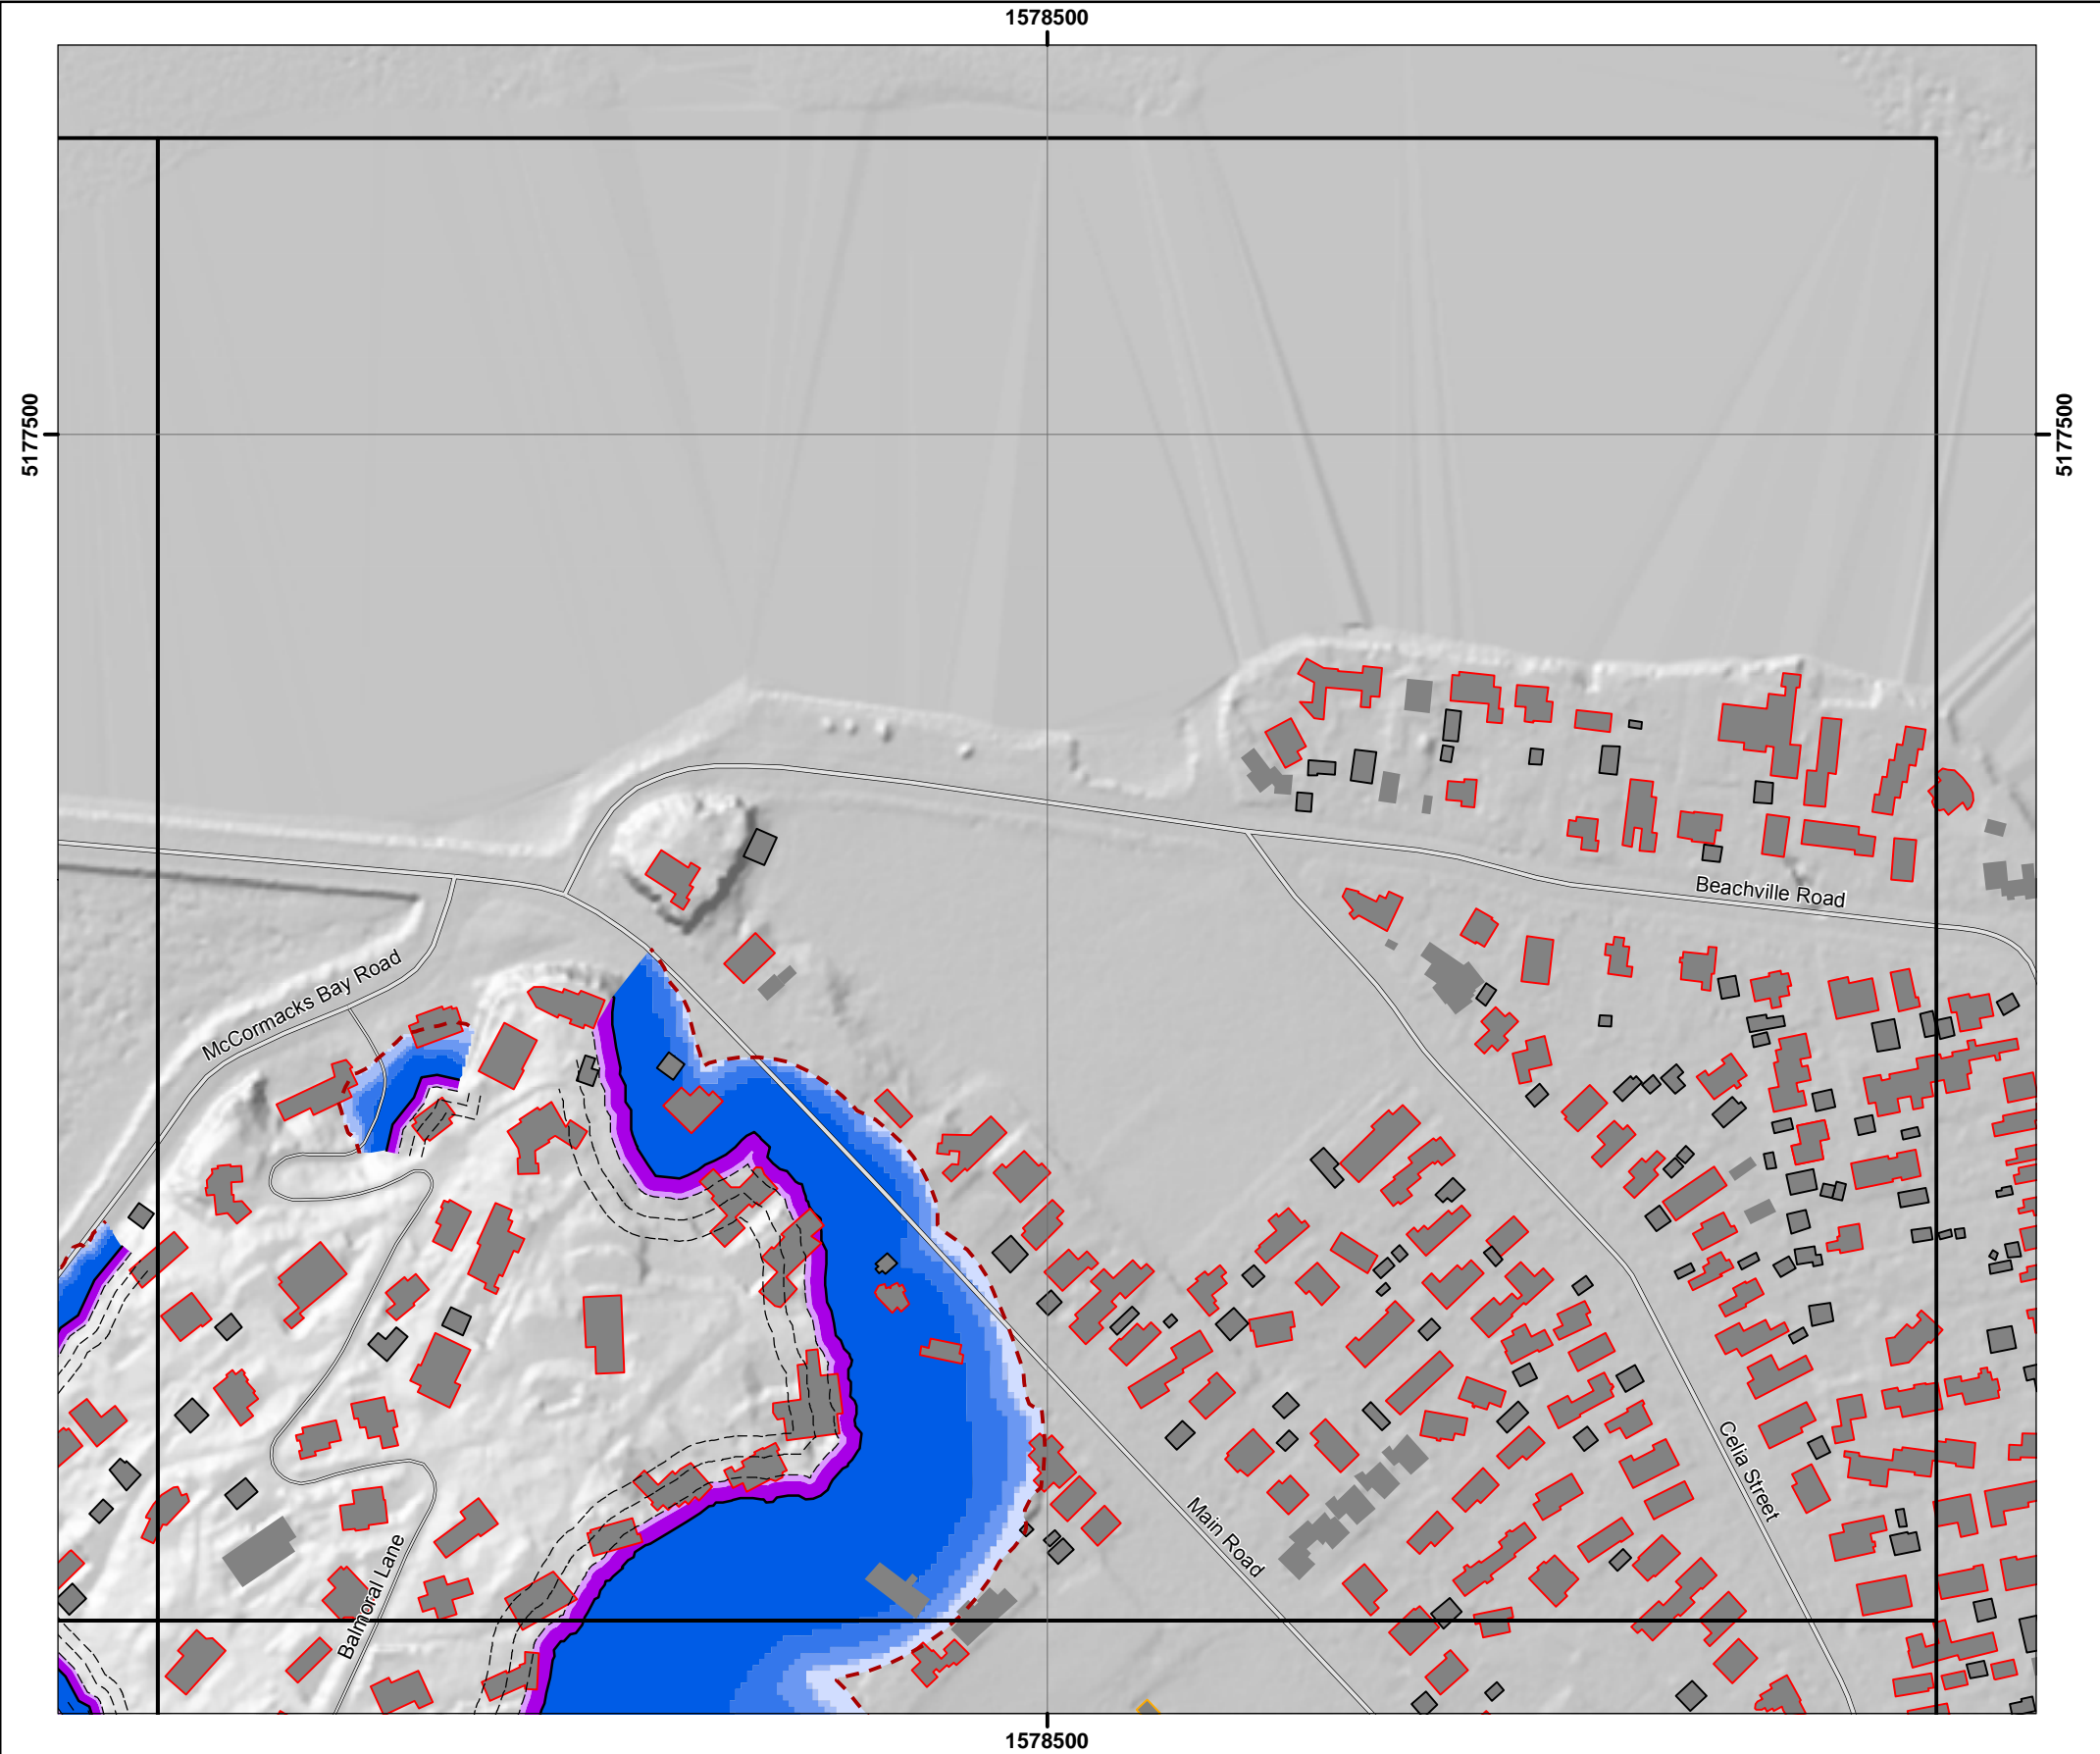 1578500
5177500
5177500
Beachville Road
McCormacks Bay Road
Celia Street
Main Road
Balmoral Lane
1578500